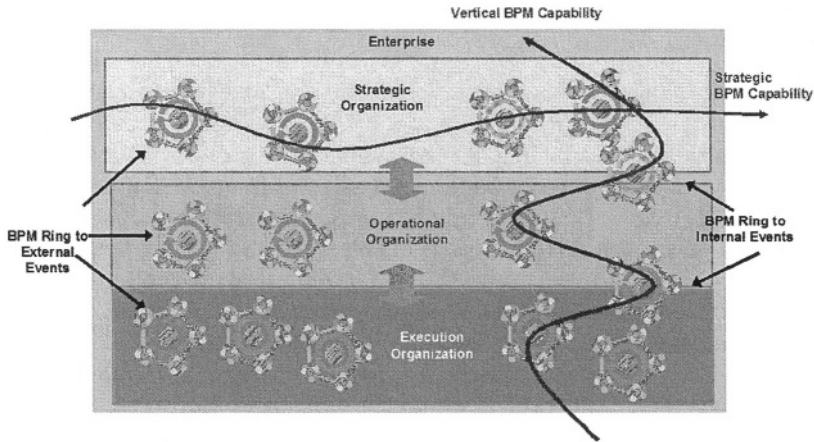 Vertical BPM Capability
Enterprise
Strategic
Organization
Strategic
BPM Capability
Operational
Organization
BPM Ring to
External
Events
BPM Ring to
Internal Events
Execution
Organization